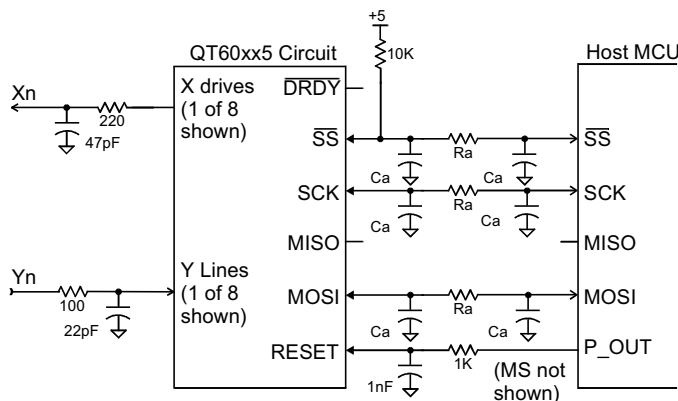 +5
QT60xx5 Circuit
10K
Host MCU
Xn
X drives
(1 of 8
shown)
DRDY
220
47pF
SS
Ra
SS
Ca
Ca
SCK
Ra
SCK
Ca
Ca
MISO
MISO
Yn
Y Lines
(1 of 8
shown)
100
22pF
MOSI
Ra
MOSI
Ca
Ca
RESET
1K
P_OUT
1nF
(MS not
shown)